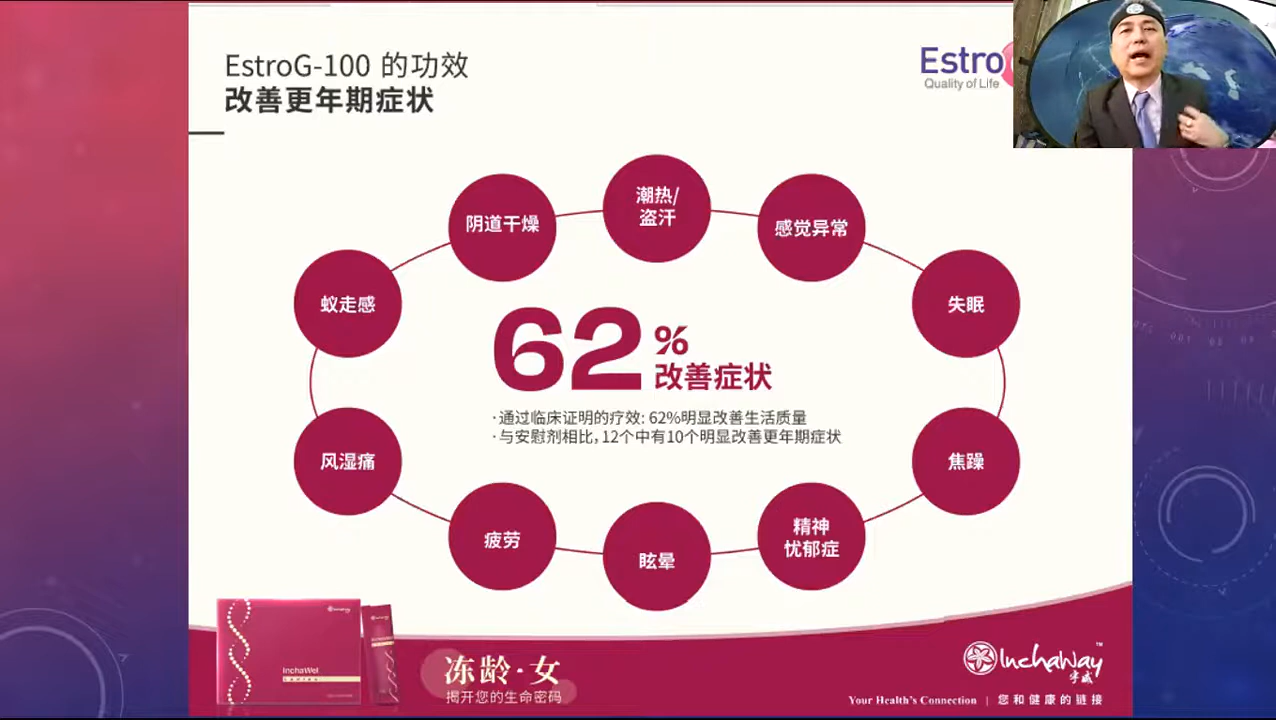 EstroG-100 的功效
改善更年期症状
Estro
Quality of Life
潮热/
盗汗
阴道干燥
感觉异常
蚁走感
失眠
62%
改善症状
·通过临床证明的疗效: 62%明显改善生活质量
·与安慰剂相比, 12个中有10个明显改善更年期症状
风湿痛
焦躁
疲劳
眩晕
精神
忧郁症
InchaWel
冻龄·女
揭开您的生命密码
InchaWay™
宇威
Your Health's Connection | 您和健康的链接